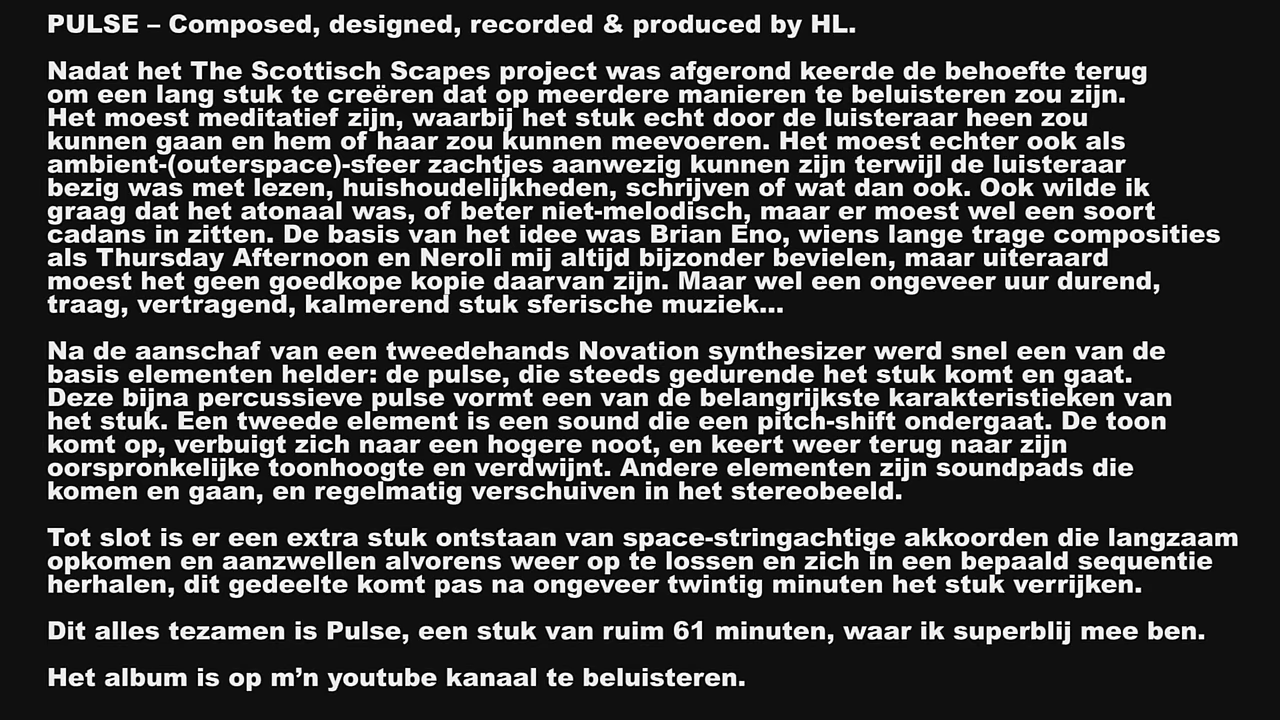 PULSE – Composed, designed, recorded & produced by HL.
Nadat het The Scottisch Scapes project was afgerond keerde de behoefte terug
om een lang stuk te creëren dat op meerdere manieren te beluisteren zou zijn.
Het moest meditatief zijn, waarbij het stuk echt door de luisteraar heen zou
kunnen gaan en hem of haar zou kunnen meevoeren. Het moest echter ook als
ambient-(outerspace)-sfeer zachtjes aanwezig kunnen zijn terwijl de luisteraar
bezig was met lezen, huishoudelijkheden, schrijven of wat dan ook. Ook wilde ik
graag dat het atonaal was, of beter niet-melodisch, maar er moest wel een soort
cadans in zitten. De basis van het idee was Brian Eno, wiens lange trage composities
als Thursday Afternoon en Neroli mij altijd bijzonder bevielen, maar uiteraard
moest het geen goedkope kopie daarvan zijn. Maar wel een ongeveer uur durend,
traag, vertragend, kalmerend stuk sferische muziek...
Na de aanschaf van een tweedehands Novation synthesizer werd snel een van de
basis elementen helder: de pulse, die steeds gedurende het stuk komt en gaat.
Deze bijna percussieve pulse vormt een van de belangrijkste karakteristieken van
het stuk. Een tweede element is een sound die een pitch-shift ondergaat. De toon
komt op, verbuigt zich naar een hogere noot, en keert weer terug naar zijn
oorspronkelijke toonhoogte en verdwijnt. Andere elementen zijn soundpads die
komen en gaan, en regelmatig verschuiven in het stereobeeld.
Tot slot is er een extra stuk ontstaan van space-stringachtige akkoorden die langzaam
opkomen en aanzwellen alvorens weer op te lossen en zich in een bepaald sequentie
herhalen, dit gedeelte komt pas na ongeveer twintig minuten het stuk verrijken.
Dit alles tezamen is Pulse, een stuk van ruim 61 minuten, waar ik superblij mee ben.
Het album is op m’n youtube kanaal te beluisteren.